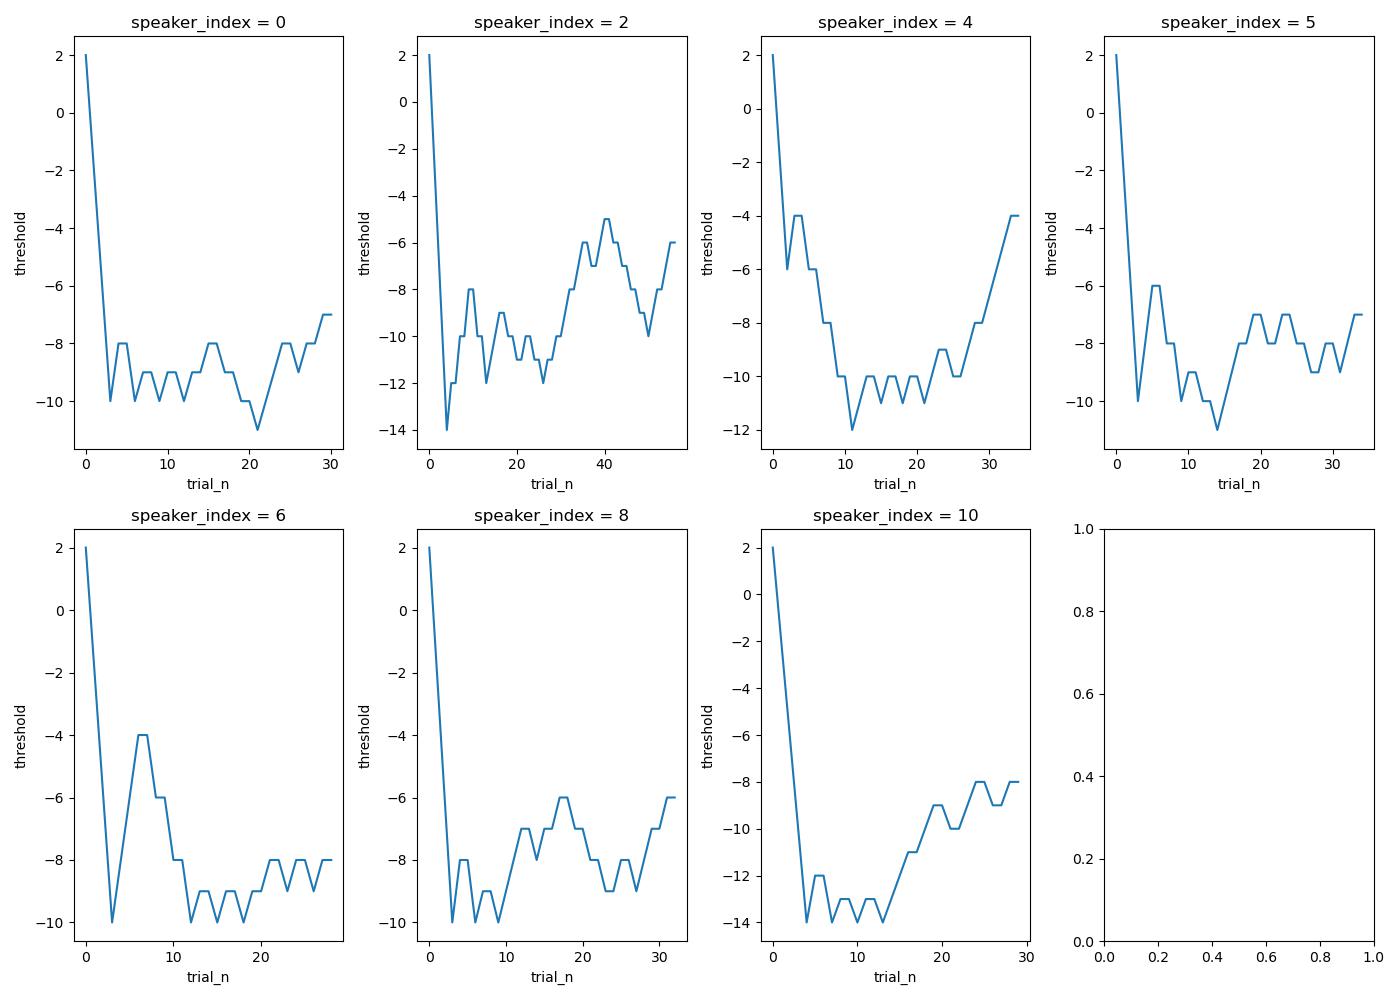 speaker_index = 0
2
0
−2
−4
−6
−8
−10
threshold
0 10 20 30
trial_n
speaker_index = 2
2
0
−2
−4
−6
−8
−10
−12
−14
threshold
0 20 40
trial_n
speaker_index = 4
2
0
−2
−4
−6
−8
−10
−12
threshold
0 10 20 30
trial_n
speaker_index = 5
2
0
−2
−4
−6
−8
−10
threshold
0 10 20 30
trial_n
speaker_index = 6
2
0
−2
−4
−6
−8
−10
threshold
0 10 20
trial_n
speaker_index = 8
2
0
−2
−4
−6
−8
−10
threshold
0 10 20 30
trial_n
speaker_index = 10
2
0
−2
−4
−6
−8
−10
−12
−14
threshold
0 10 20 30
trial_n
1.0
0.8
0.6
0.4
0.2
0.0
0.0 0.2 0.4 0.6 0.8 1.0